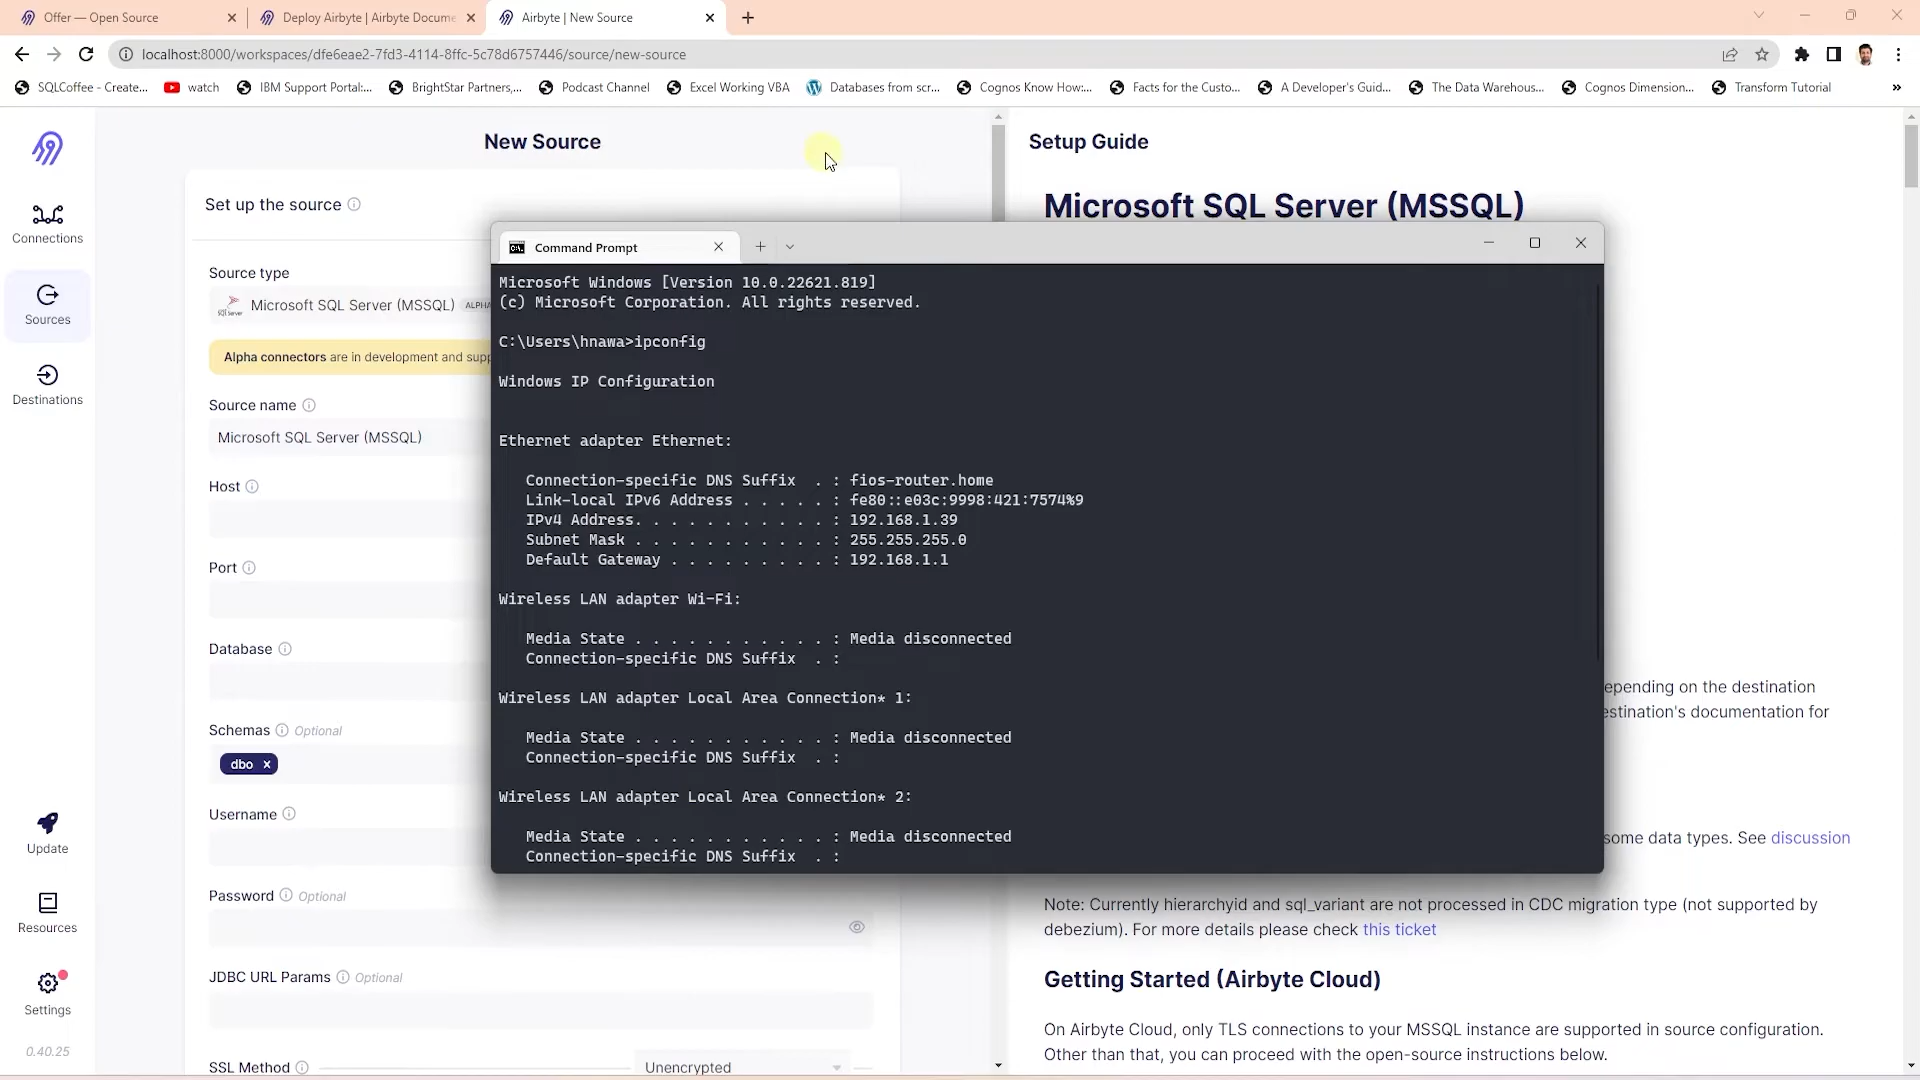 Offer — Open Source
Deploy Airbyte | Airbyte Docume
Airbyte | New Source
localhost:8000/workspaces/dfe6eae2-7fd3-4114-8ffc-5c78d6757446/source/new-source
SQLCoffee - Create...
watch
IBM Support Portal:...
BrightStar Partners,...
Podcast Channel
Excel Working VBA
Databases from scr...
Cognos Know How:...
Facts for the Custo...
A Developer's Guid...
The Data Warehous...
Cognos Dimension...
Transform Tutorial
»
Connections
Sources
Destinations
Update
Resources
Settings
0.40.25
New Source
Set up the source
Source type
Microsoft SQL Server (MSSQL) ALPHA
Alpha connectors are in development and supp
Source name
Microsoft SQL Server (MSSQL)
Host
Port
Database
Schemas Optional
dbo ×
Username
Password Optional
JDBC URL Params Optional
SSL Method
Unencrypted
Command Prompt
Microsoft Windows [Version 10.0.22621.819]
(c) Microsoft Corporation. All rights reserved.
C:\Users\hnawa>ipconfig
Windows IP Configuration
Ethernet adapter Ethernet:
Connection-specific DNS Suffix  . : fios-router.home
Link-local IPv6 Address . . . . . : fe80::e03c:9998:421:7574%9
IPv4 Address. . . . . . . . . . . : 192.168.1.39
Subnet Mask . . . . . . . . . . . : 255.255.255.0
Default Gateway . . . . . . . . . : 192.168.1.1
Wireless LAN adapter Wi-Fi:
Media State . . . . . . . . . . . : Media disconnected
Connection-specific DNS Suffix  . :
Wireless LAN adapter Local Area Connection* 1:
Media State . . . . . . . . . . . : Media disconnected
Connection-specific DNS Suffix  . :
Wireless LAN adapter Local Area Connection* 2:
Media State . . . . . . . . . . . : Media disconnected
Connection-specific DNS Suffix  . :
Setup Guide
Microsoft SQL Server (MSSQL)
epending on the destination
estination's documentation for
some data types. See discussion
Note: Currently hierarchyid and sql_variant are not processed in CDC migration type (not supported by
debezium). For more details please check this ticket
Getting Started (Airbyte Cloud)
On Airbyte Cloud, only TLS connections to your MSSQL instance are supported in source configuration.
Other than that, you can proceed with the open-source instructions below.